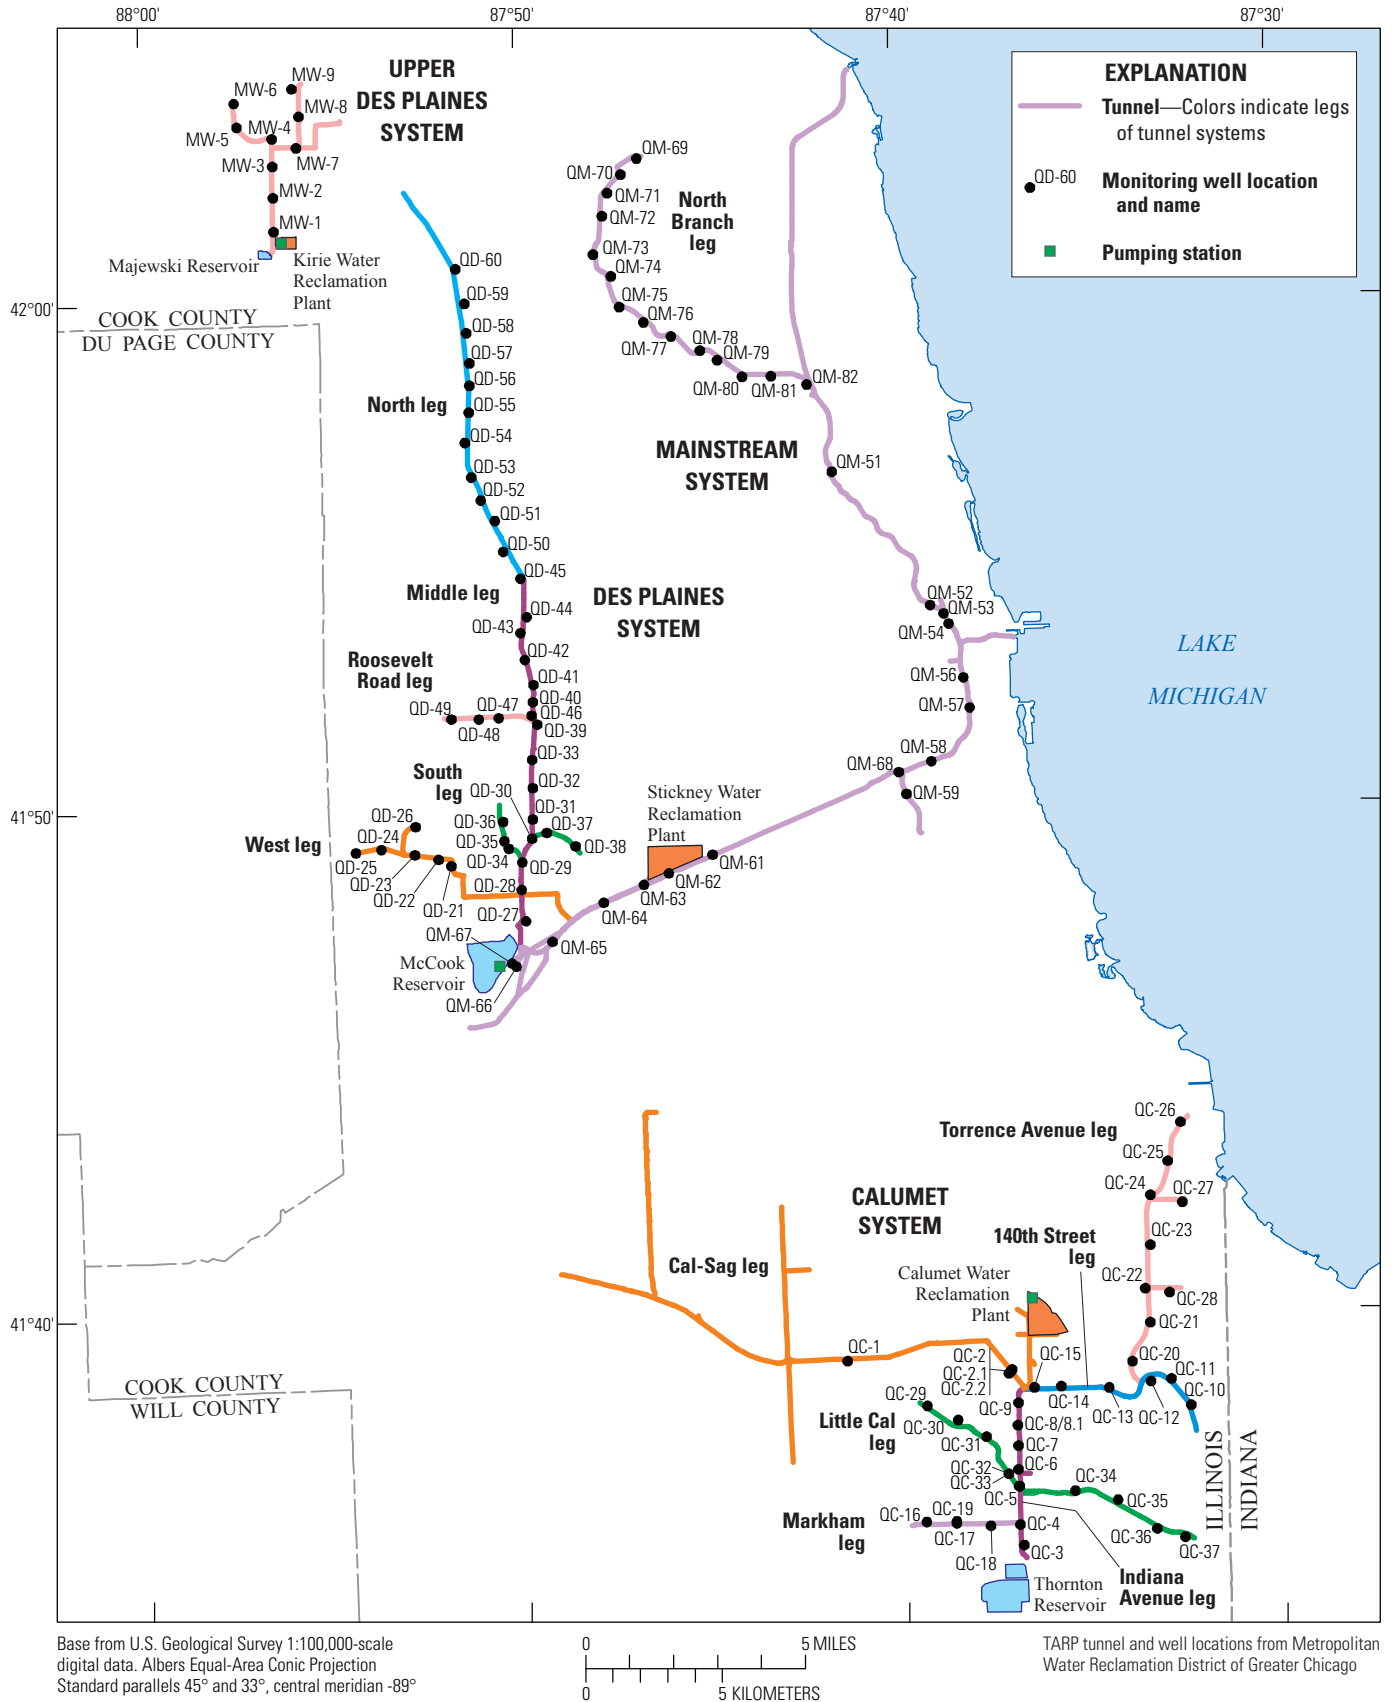 88°00'
87°50'
87°40'
87°30'
UPPER
DES PLAINES
SYSTEM
MW-9
MW-6
MW-8
MW-5
MW-4
MW-3
MW-7
MW-2
MW-1
Majewski Reservoir
Kirie Water
Reclamation
Plant
EXPLANATION
Tunnel—Colors indicate legs
of tunnel systems
QD-60
Monitoring well location
and name
Pumping station
QM-69
QM-70
QM-71
QM-72
North
Branch
leg
QM-73
QM-74
QM-75
QM-76
QM-77
QM-78
QM-79
QM-80
QM-81
QM-82
42°00'
COOK COUNTY
DU PAGE COUNTY
QD-60
QD-59
QD-58
QD-57
QD-56
North leg
QD-55
QD-54
QD-53
QD-52
QD-51
QD-50
QD-45
MAINSTREAM
SYSTEM
QM-51
Middle leg
DES PLAINES
SYSTEM
QD-44
QD-43
QD-42
QD-41
QD-40
QD-46
QD-39
Roosevelt
Road leg
QD-49
QD-47
QD-48
QD-33
QD-32
QM-52
QM-53
QM-54
QM-56
QM-57
QM-58
QM-68
QM-59
LAKE
MICHIGAN
South
leg
QD-30
QD-31
QD-36
QD-37
QD-35
QD-38
QD-34
QD-29
QD-28
QD-27
41°50'
West leg
QD-26
QD-24
QD-25
QD-23
QD-22
QD-21
Stickney Water
Reclamation
Plant
QM-61
QM-62
QM-63
QM-64
QM-65
QM-67
McCook
Reservoir
QM-66
Torrence Avenue leg
QC-26
QC-25
QC-24
QC-27
QC-23
CALUMET
SYSTEM
140th Street
leg
Cal-Sag leg
Calumet Water
Reclamation
Plant
QC-22
QC-28
QC-21
41°40'
QC-1
QC-2
QC-2.1
QC-2.2
QC-15
QC-20
QC-11
QC-10
QC-14
QC-13
QC-12
COOK COUNTY
WILL COUNTY
QC-29
QC-9
Little Cal
leg
QC-30
QC-8/8.1
QC-31
QC-7
QC-32
QC-6
QC-33
QC-5
QC-34
QC-35
QC-36
QC-37
ILLINOIS
INDIANA
Markham
leg
QC-16
QC-19
QC-17
QC-18
QC-4
QC-3
Indiana
Avenue leg
Thornton
Reservoir
Base from U.S. Geological Survey 1:100,000-scale
digital data. Albers Equal-Area Conic Projection
Standard parallels 45° and 33°, central meridian -89°
0
5 MILES
0
5 KILOMETERS
TARP tunnel and well locations from Metropolitan
Water Reclamation District of Greater Chicago